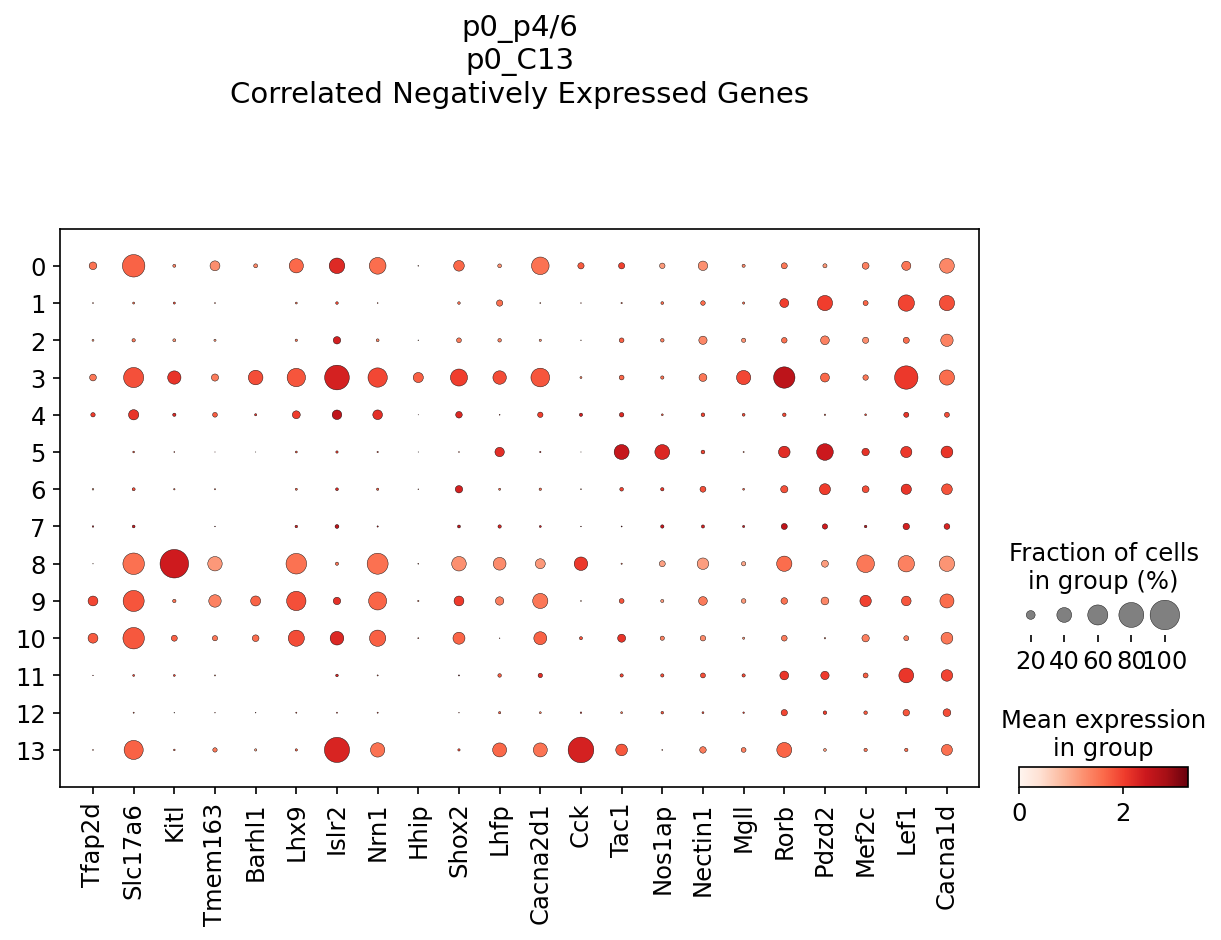 p0_p4/6
p0_C13
Correlated Negatively Expressed Genes
0
1
2
3
4
5
6
7
8
9
10
11
12
13
Tfap2d
Slc17a6
Kitl
Tmem163
Barhl1
Lhx9
Islr2
Nrn1
Hhip
Shox2
Lhfp
Cacna2d1
Cck
Tac1
Nos1ap
Nectin1
Mgll
Rorb
Pdzd2
Mef2c
Lef1
Cacna1d
Fraction of cells
in group (%)
20 40 60 80 100
Mean expression
in group
0 2